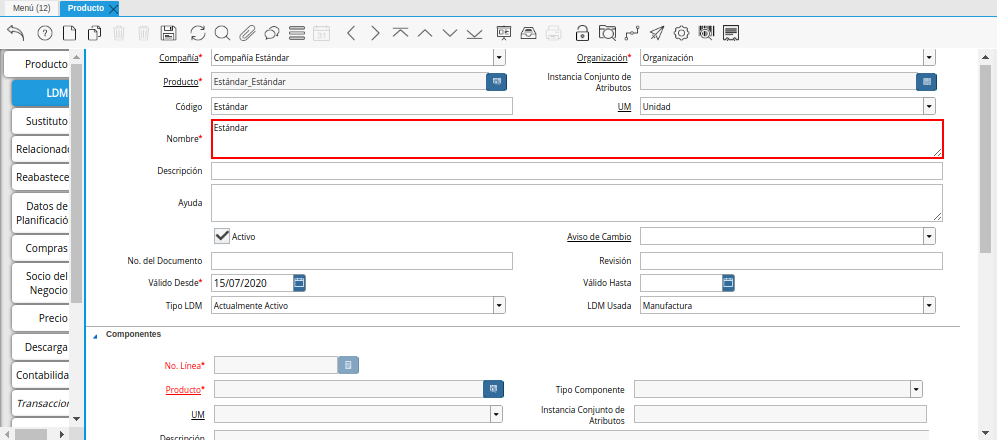 Menú (12)
Producto
Producto
LDM
Sustituto
Relacionado
Reabastece
Datos de
Planificació
Compras
Socio del
Negocio
Precio
Descarga
Contabilida
Transaccion
Compañía* Compañía Estándar Organización* Organización
Producto* Estándar_Estándar Instancia Conjunto de
Atributos
Código Estándar UM Unidad
Nombre* Estándar
Descripción
Ayuda
Activo Aviso de Cambio
No. del Documento Revisión
Válido Desde* 15/07/2020 Válido Hasta
Tipo LDM Actualmente Activo LDM Usada Manufactura
Componentes
No. Línea*
Producto* Tipo Componente
UM Instancia Conjunto de
Atributos
Descripción